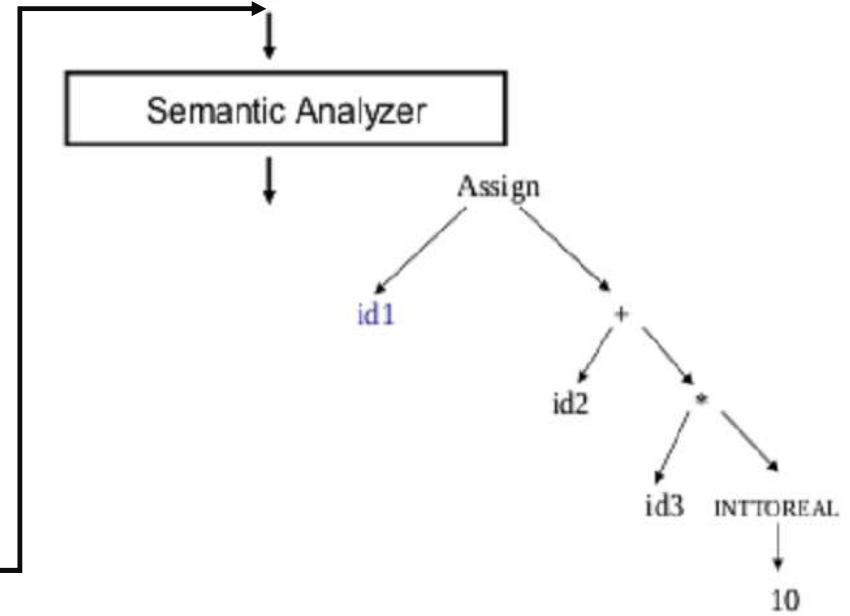 Semantic Analyzer
Assign
id1
+
id2
*
id3 INTTOREAL
10